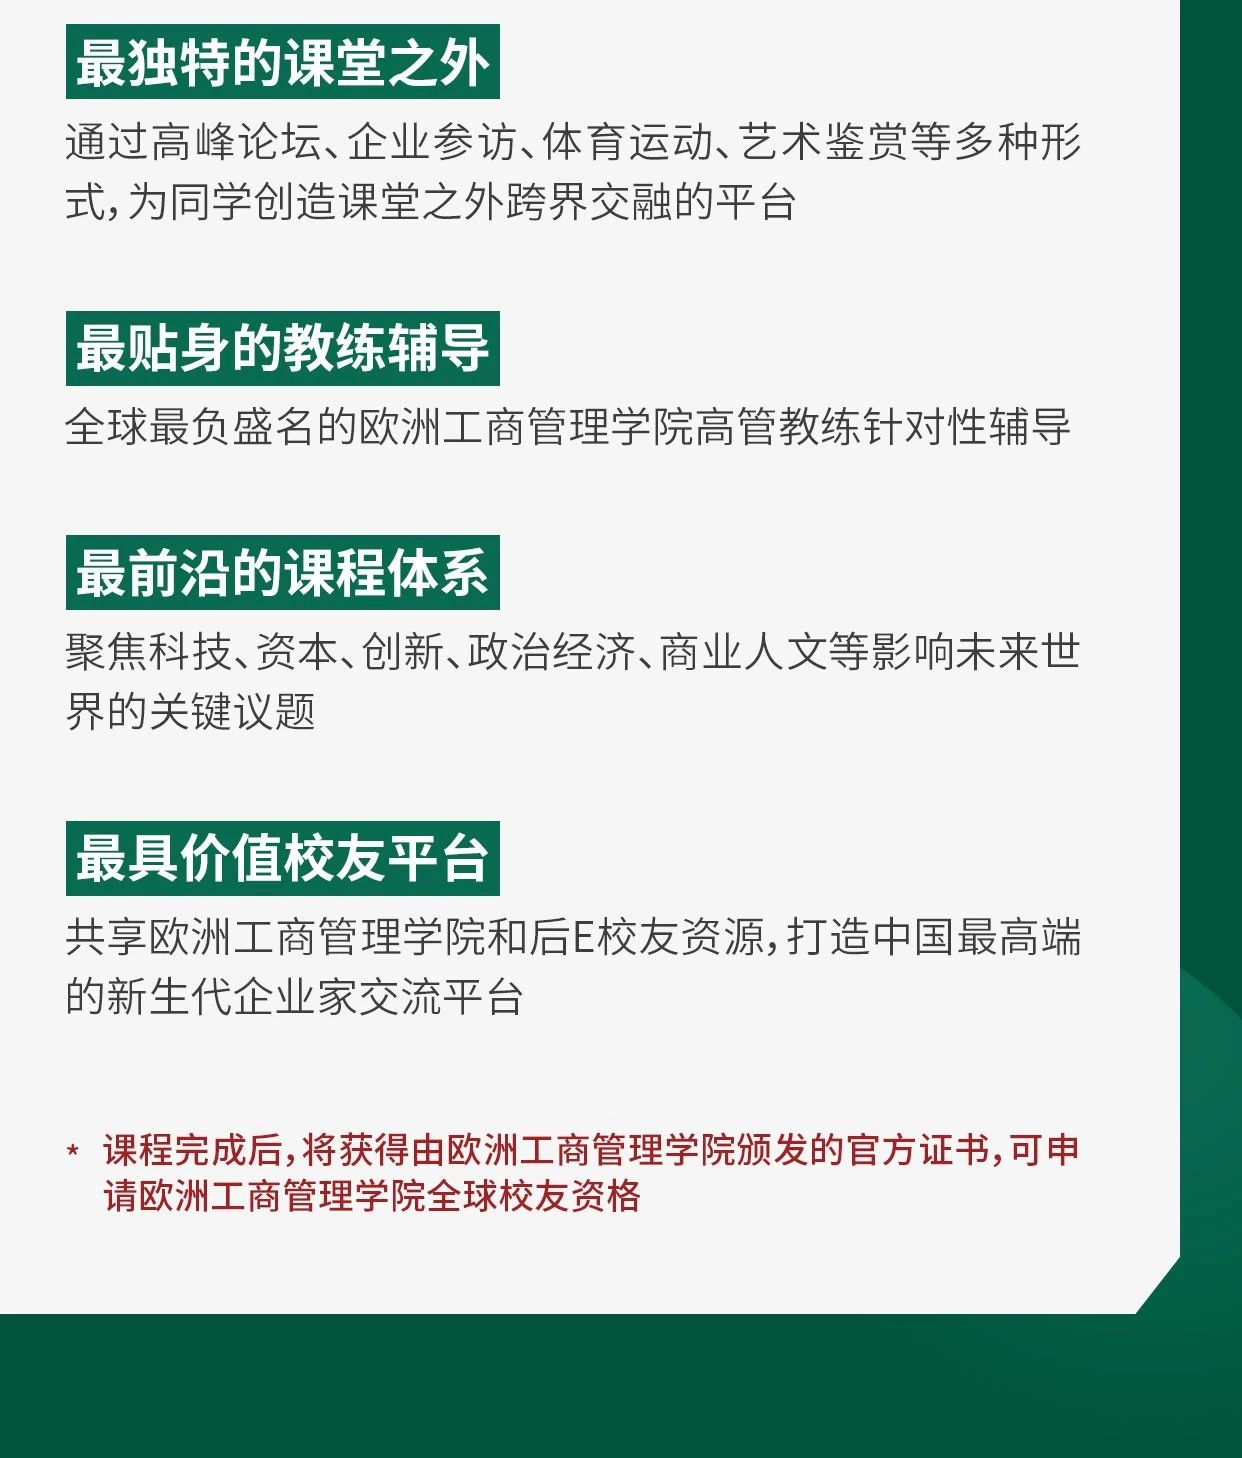 最独特的课堂之外
通过高峰论坛、企业参访、体育运动、艺术鉴赏等多种形
式，为同学创造课堂之外跨界交融的平台
最贴身的教练辅导
全球最负盛名的欧洲工商管理学院高管教练针对性辅导
最前沿的课程体系
聚焦科技、资本、创新、政治经济、商业人文等影响未来世
界的关键议题
最具价值校友平台
共享欧洲工商管理学院和后E校友资源，打造中国最高端
的新生代企业家交流平台
* 课程完成后，将获得由欧洲工商管理学院颁发的官方证书，可申
请欧洲工商管理学院全球校友资格